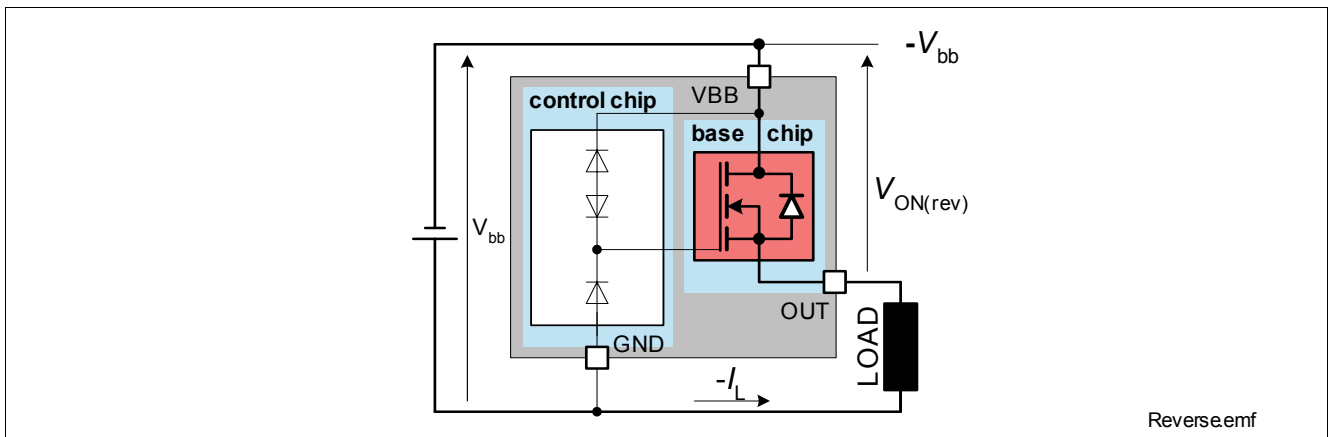 -Vbb
VBB
control chip
base chip
VON(rev)
Vbb
OUT
GND
LOAD
-IL
Reverse.emf